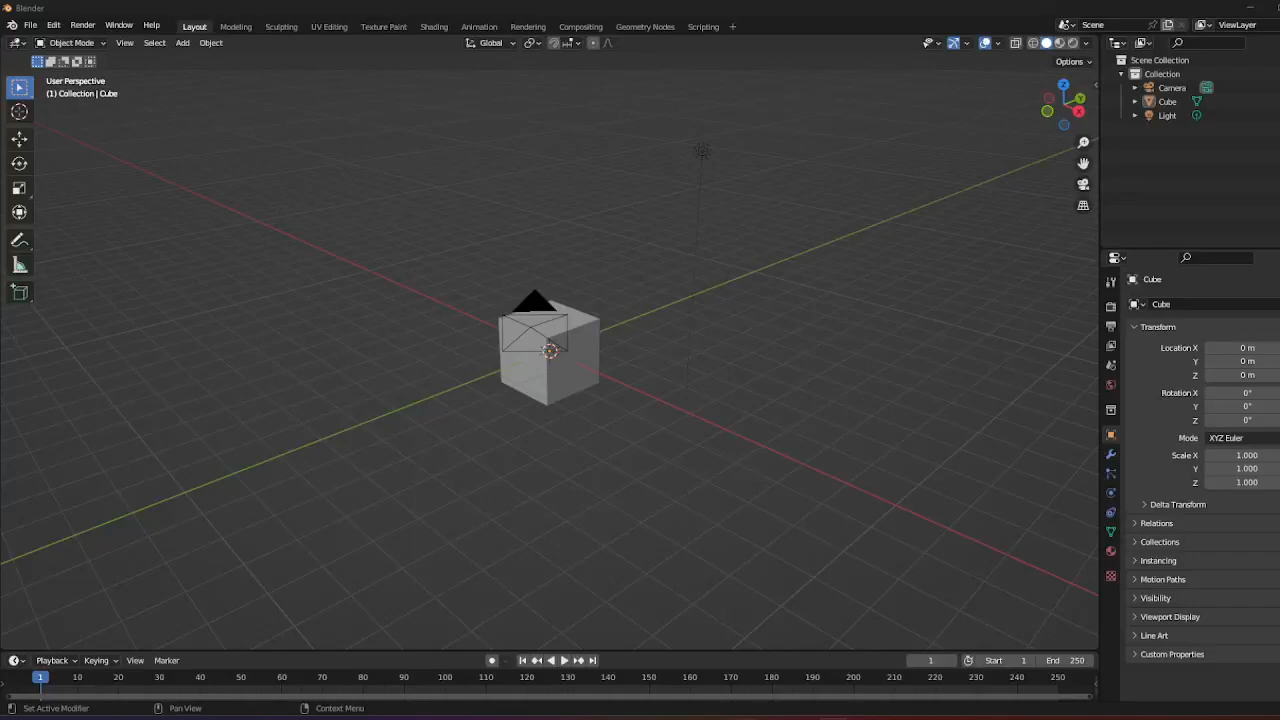 Blender
File Edit Render Window Help Layout Modeling Sculpting UV Editing Texture Paint Shading Animation Rendering Compositing Geometry Nodes Scripting + Scene ViewLayer
Object Mode View Select Add Object Global
Options
User Perspective
(1) Collection | Cube
Z
Y
X
Scene Collection
Collection
Camera
Cube
Light
Cube
Cube
Transform
Location X 0 m
Y 0 m
Z 0 m
Rotation X 0°
Y 0°
Z 0°
Mode XYZ Euler
Scale X 1.000
Y 1.000
Z 1.000
Delta Transform
Relations
Collections
Instancing
Motion Paths
Visibility
Viewport Display
Line Art
Custom Properties
Playback Keying View Marker 1 Start 1 End 250
1 10 20 30 40 50 60 70 80 90 100 110 120 130 140 150 160 170 180 190 200 210 220 230 240 250
Set Active Modifier Pan View Context Menu